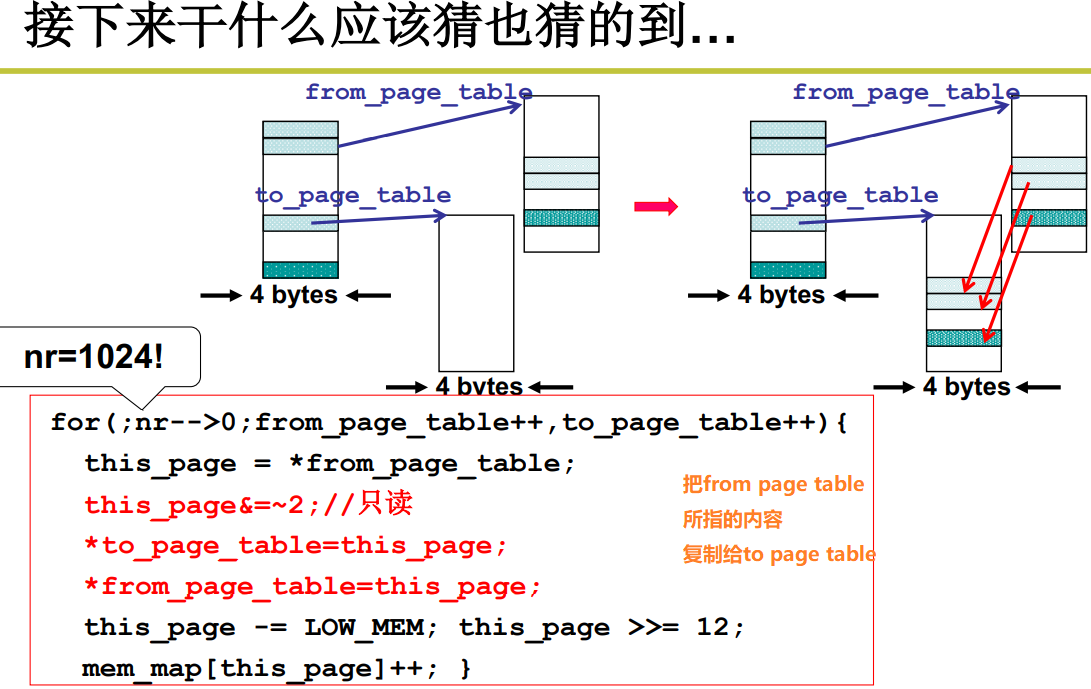 接下来干什么应该猜也猜的到…
from_page_table
to_page_table
4 bytes
4 bytes
from_page_table
to_page_table
4 bytes
4 bytes
nr=1024!
for(;nr-->0;from_page_table++,to_page_table++){
this_page = *from_page_table;
this_page&=~2;//只读
*to_page_table=this_page;
*from_page_table=this_page;
this_page -= LOW_MEM; this_page >>= 12;
mem_map[this_page]++; }
把from page table
所指的内容
复制给to page table